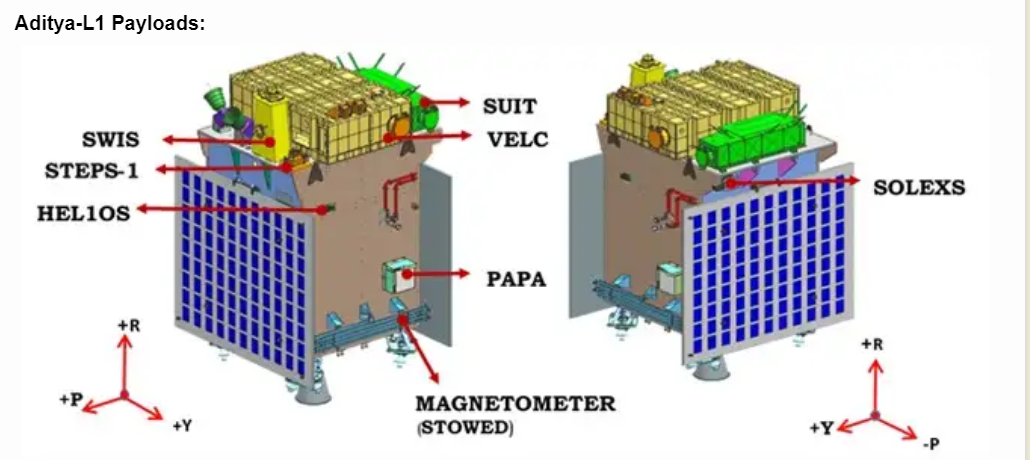 Aditya-L1 Payloads:
SUIT
VELC
SWIS
STEPS-1
HEL1OS
PAPA
MAGNETOMETER
(STOWED)
+R
+P
+Y
SOLEXS
+R
+Y
-P